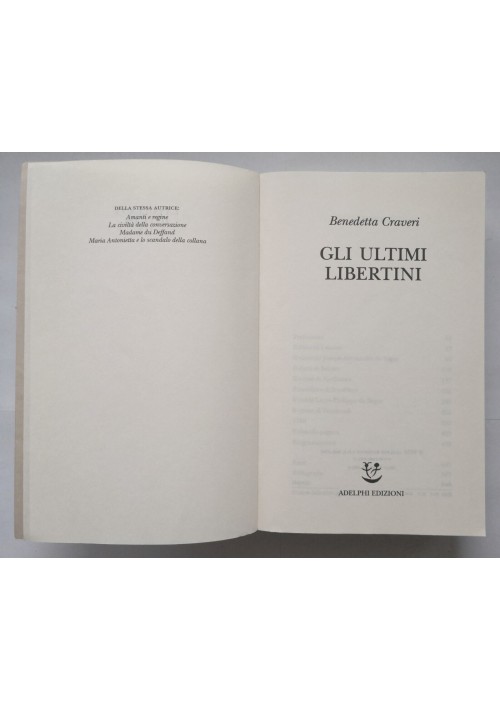 DELLA STESSA AUTRICE:
Amanti e regine
La civiltà della conversazione
Madame du Deffand
Maria Antonietta e lo scandalo della collana
Benedetta Craveri
GLI ULTIMI
LIBERTINI
ADELPHI EDIZIONI